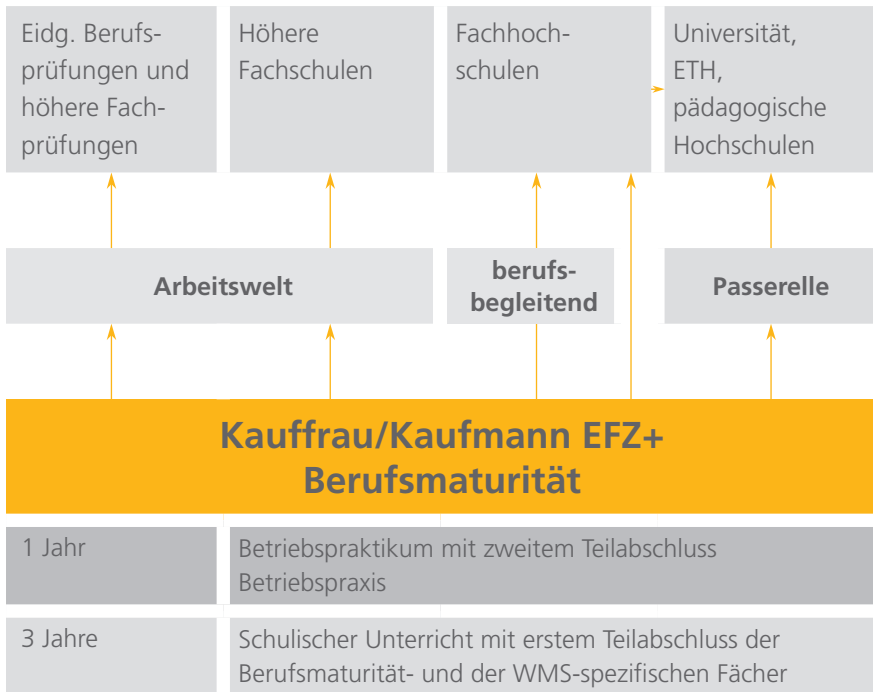 Eidg. Berufs-
prüfungen und
höhere Fach-
prüfungen
Höhere
Fachschulen
Fachhoch-
schulen
Universität,
ETH,
pädagogische
Hochschulen
Arbeitswelt
berufs-
begleitend
Passerelle
Kauffrau/Kaufmann EFZ+
Berufsmaturität
1 Jahr
Betriebspraktikum mit zweitem Teilabschluss
Betriebspraxis
3 Jahre
Schulischer Unterricht mit erstem Teilabschluss der
Berufsmaturität- und der WMS-spezifischen Fächer